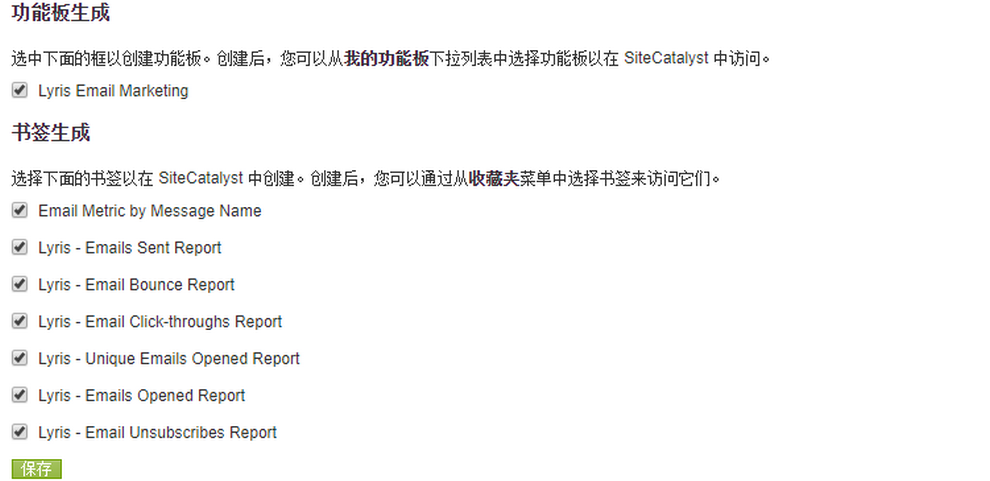 功能板生成
选中下面的框以创建功能板。创建后，您可以从我的功能板下拉列表中选择功能板以在 SiteCatalyst 中访问。
Lyris Email Marketing
书签生成
选择下面的书签以在 SiteCatalyst 中创建。创建后，您可以通过从收藏夹菜单中选择书签来访问它们。
Email Metric by Message Name
Lyris - Emails Sent Report
Lyris - Email Bounce Report
Lyris - Email Click-throughs Report
Lyris - Unique Emails Opened Report
Lyris - Emails Opened Report
Lyris - Email Unsubscribes Report
保存